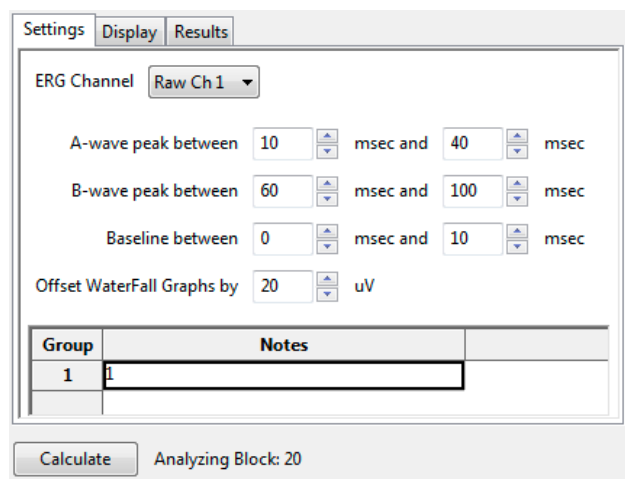 Settings Display Results
ERG Channel Raw Ch 1
A-wave peak between 10 msec and 40 msec
B-wave peak between 60 msec and 100 msec
Baseline between 0 msec and 10 msec
Offset WaterFall Graphs by 20 uV
Group Notes
1 1
Calculate Analyzing Block: 20